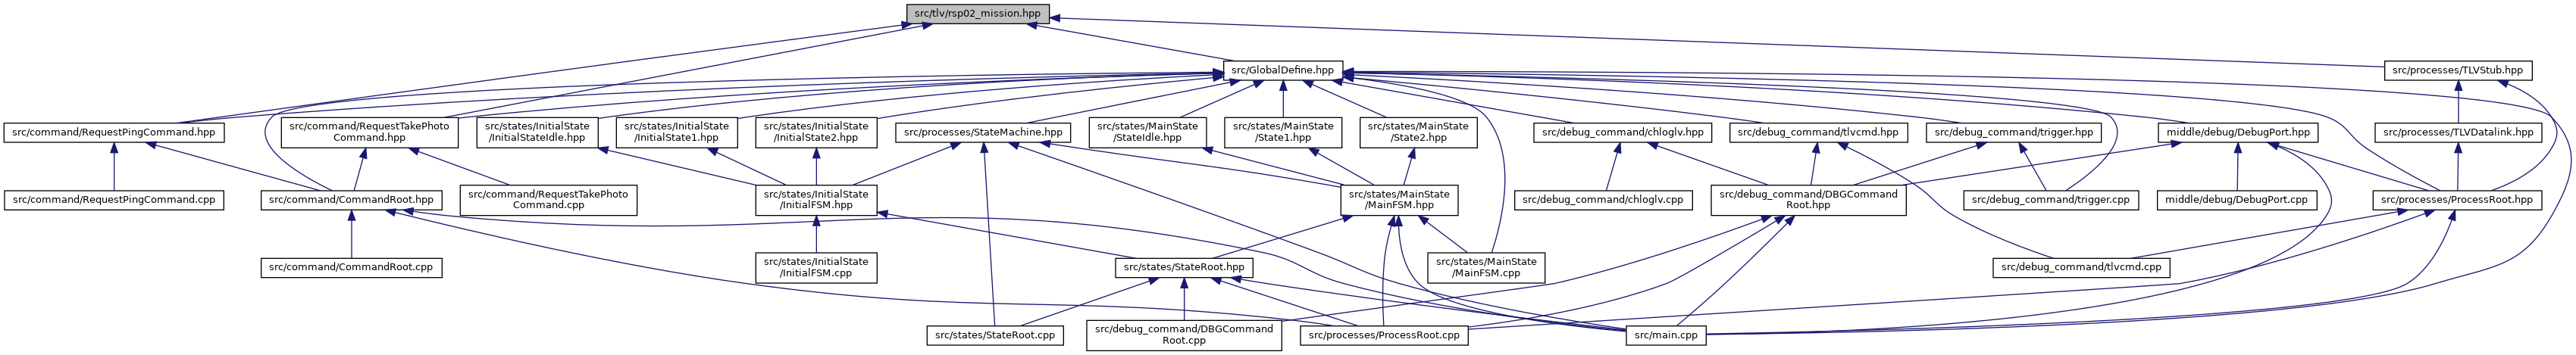 src/tlv/rsp02_mission.hpp
src/GlobalDefine.hpp
src/processes/TLVStub.hpp
src/command/RequestPingCommand.hpp
src/command/RequestTakePhoto
Command.hpp
src/states/InitialState
/InitialStateIdle.hpp
src/states/InitialState
/InitialState1.hpp
src/states/InitialState
/InitialState2.hpp
src/processes/StateMachine.hpp
src/states/MainState
/StateIdle.hpp
src/states/MainState
/State1.hpp
src/states/MainState
/State2.hpp
src/debug_command/chloglv.hpp
src/debug_command/tlvcmd.hpp
src/debug_command/trigger.hpp
middle/debug/DebugPort.hpp
src/processes/TLVDatalink.hpp
src/command/RequestPingCommand.cpp
src/command/CommandRoot.hpp
src/command/RequestTakePhoto
Command.cpp
src/states/InitialState
/InitialFSM.hpp
src/states/MainState
/MainFSM.hpp
src/debug_command/chloglv.cpp
src/debug_command/DBGCommand
Root.hpp
src/debug_command/trigger.cpp
middle/debug/DebugPort.cpp
src/processes/ProcessRoot.hpp
src/command/CommandRoot.cpp
src/states/InitialState
/InitialFSM.cpp
src/states/StateRoot.hpp
src/states/MainState
/MainFSM.cpp
src/debug_command/tlvcmd.cpp
src/states/StateRoot.cpp
src/debug_command/DBGCommand
Root.cpp
src/processes/ProcessRoot.cpp
src/main.cpp